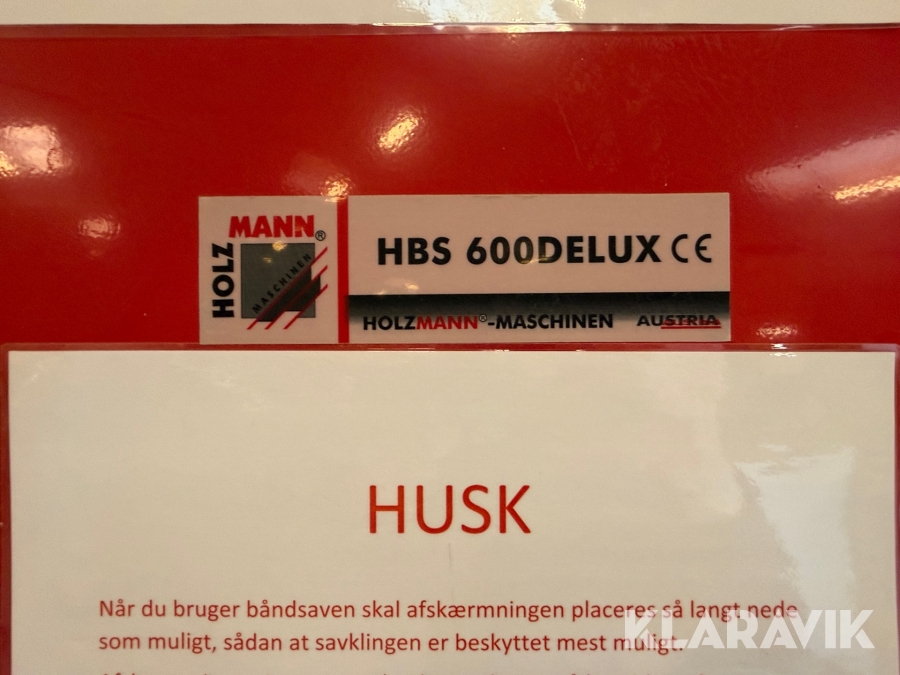 HOLZ
MANN®
MASCHINEN
HBS 600DELUX CE
HOLZMANN®-MASCHINEN AUSTRIA
HUSK
Når du bruger båndsaven skal afskærmningen placeres så langt nede
som muligt, sådan at savklingen er beskyttet mest muligt.
KLARAVIK